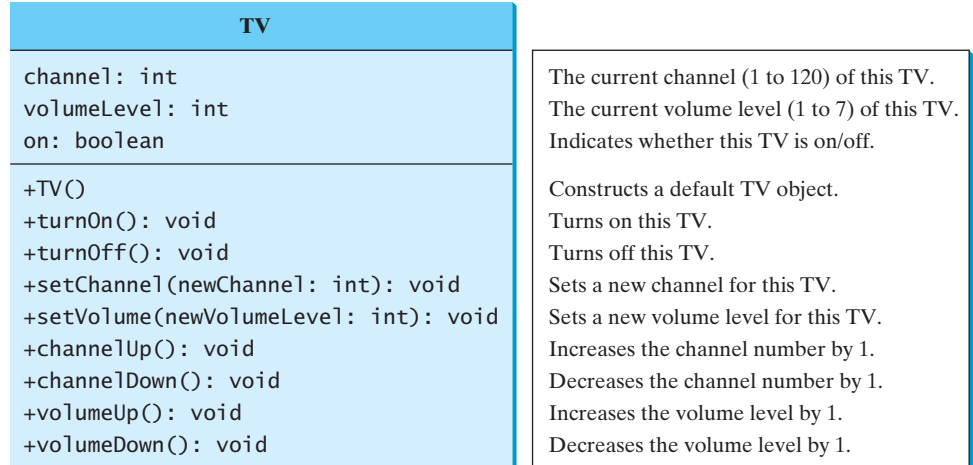 TV
channel: int
The current channel (1 to 120) of this TV.
volumeLevel: int
The current volume level (1 to 7) of this TV.
on: boolean
Indicates whether this TV is on/off.
+TV()
Constructs a default TV object.
+turnOn(): void
Turns on this TV.
+turnOff(): void
Turns off this TV.
+setChannel(newChannel: int): void
Sets a new channel for this TV.
+setVolume(newVolumeLevel: int): void
Sets a new volume level for this TV.
+channelUp(): void
Increases the channel number by 1.
+channelDown(): void
Decreases the channel number by 1.
+volumeUp(): void
Increases the volume level by 1.
+volumeDown(): void
Decreases the volume level by 1.